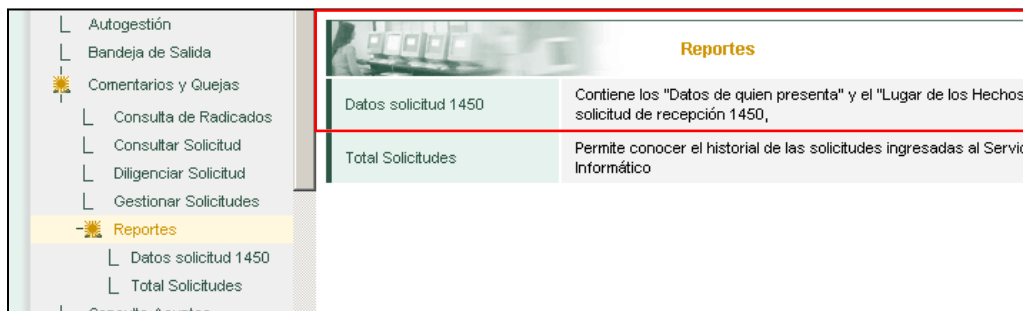 Autogestión
Bandeja de Salida
Comentarios y Quejas
Consulta de Radicados
Consultar Solicitud
Diligenciar Solicitud
Gestionar Solicitudes
Reportes
Datos solicitud 1450
Total Solicitudes
Reportes
Datos solicitud 1450
Contiene los "Datos de quien presenta" y el "Lugar de los Hechos
solicitud de recepción 1450,
Total Solicitudes
Permite conocer el historial de las solicitudes ingresadas al Servic
Informático